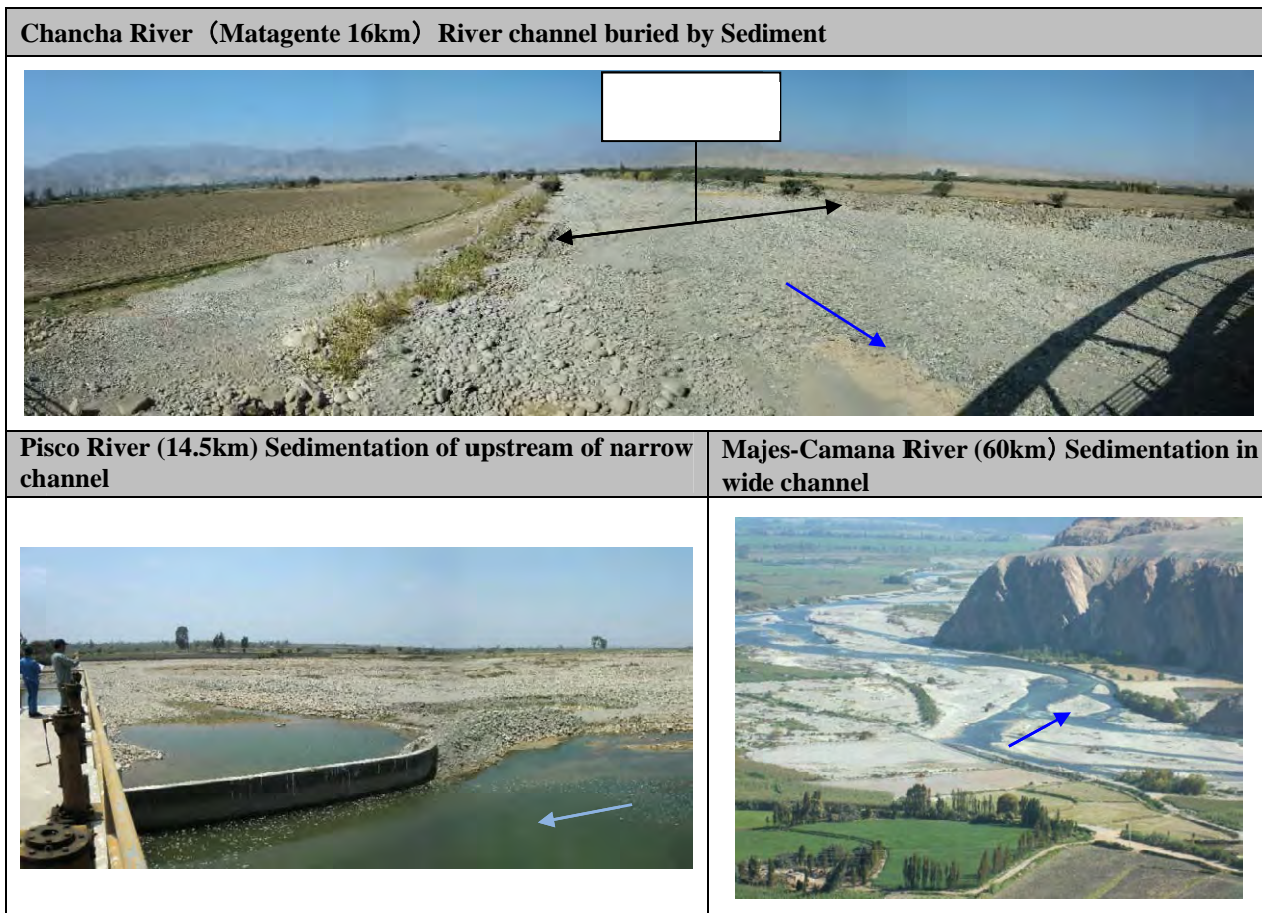 Chancha River（Matagente 16km）River channel buried by Sediment
Pisco River (14.5km) Sedimentation of upstream of narrow
channel
Majes-Camana River (60km）Sedimentation in
wide channel